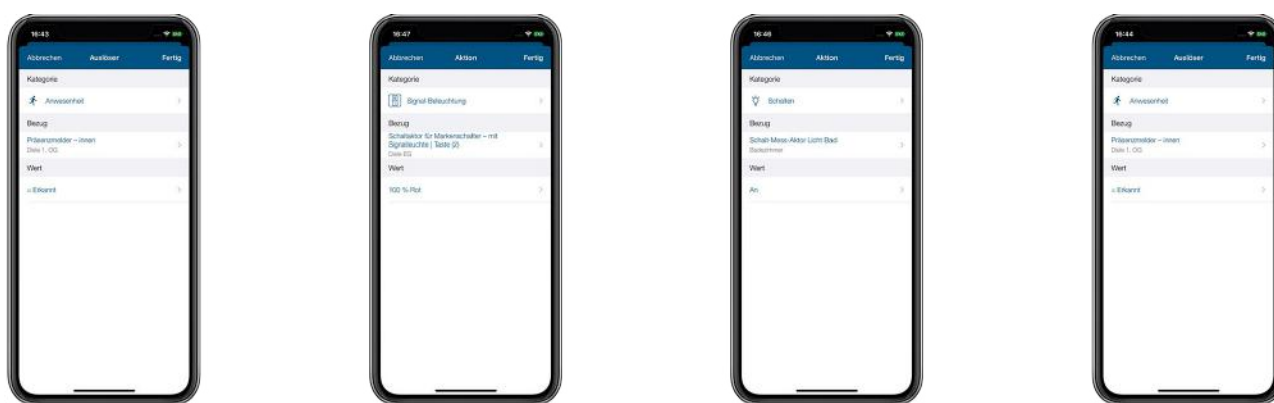 16:43
Abbrechen Auslöser Fertig
Kategorie
Anwesenheit
Bezug
Präsenzmelder – innen
Diele 1. OG
Wert
= Erkannt
16:47
Abbrechen Aktion Fertig
Kategorie
Signal-Beleuchtung
Bezug
Schaltaktor für Markenschalter – mit
Signalleuchte | Taste (2)
Diele EG
Wert
100 % Rot
16:46
Abbrechen Aktion Fertig
Kategorie
Schalten
Bezug
Schalt-Mess-Aktor Licht Bad
Badezimmer
Wert
An
16:44
Abbrechen Auslöser Fertig
Kategorie
Anwesenheit
Bezug
Präsenzmelder – innen
Diele 1. OG
Wert
= Erkannt